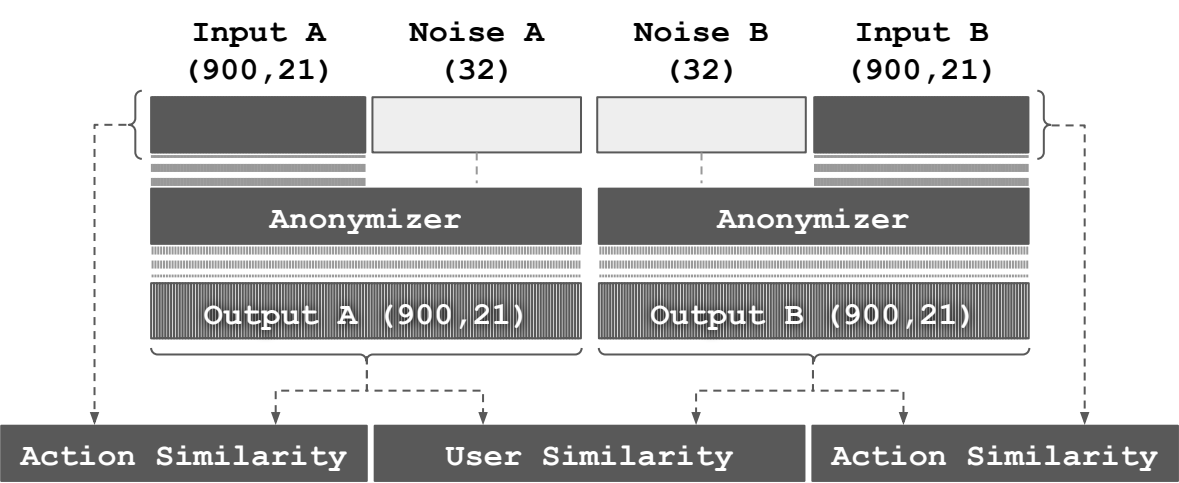 Input A
(900,21)
Noise A
(32)
Noise B
(32)
Input B
(900,21)
Anonymizer
Anonymizer
Output A (900,21)
Output B (900,21)
Action Similarity
User Similarity
Action Similarity